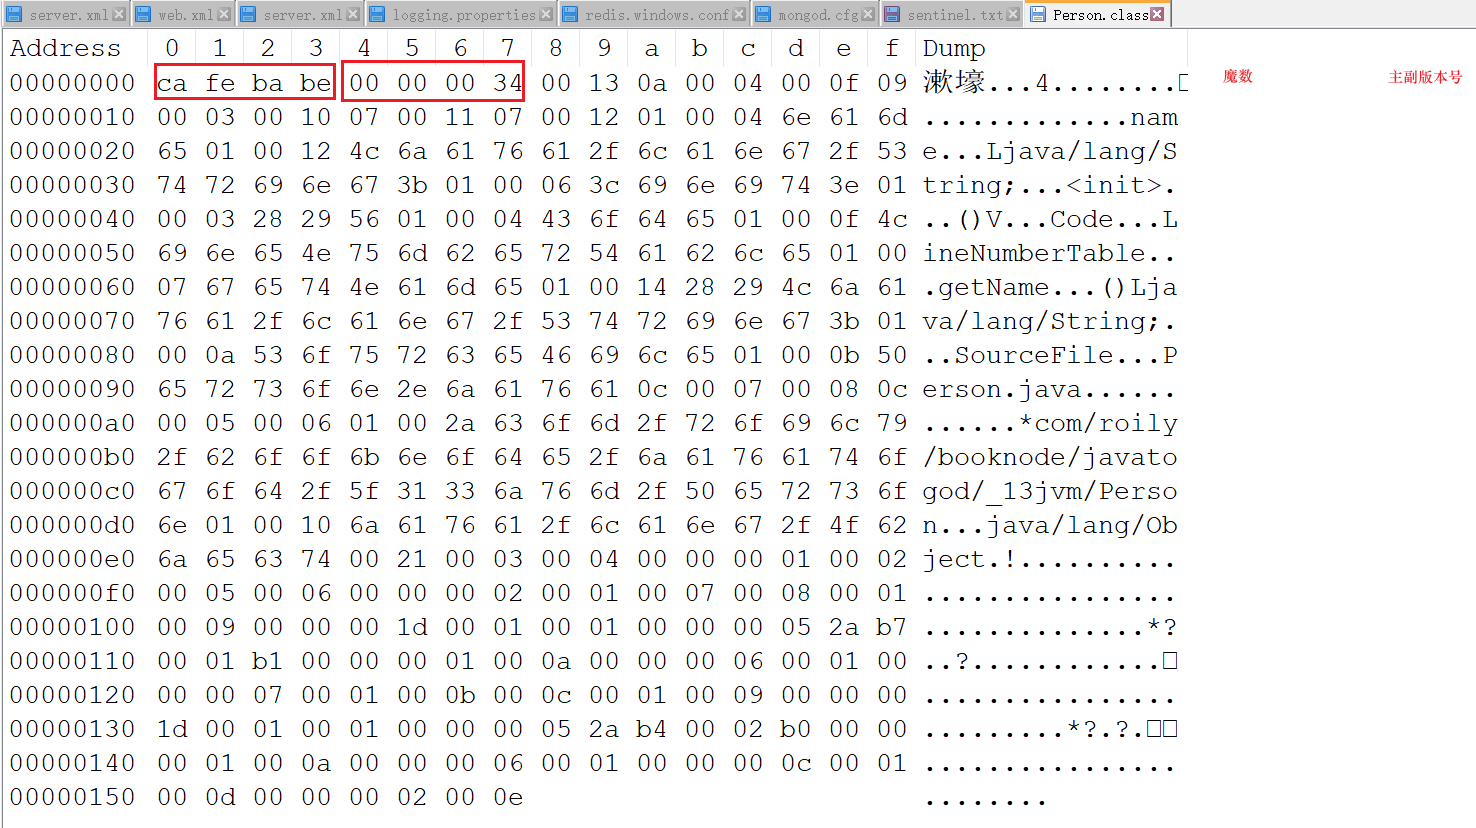 server.xml web.xml server.xml logging.properties redis.windows.conf mongod.cfg sentinel.txt Person.class
Address 0 1 2 3 4 5 6 7 8 9 a b c d e f Dump
00000000 ca fe ba be 00 00 00 34 00 13 0a 00 04 00 0f 09 漱壕...4........□ 魔数 主副版本号
00000010 00 03 00 10 07 00 11 07 00 12 01 00 04 6e 61 6d .............nam
00000020 65 01 00 12 4c 6a 61 76 61 2f 6c 61 6e 67 2f 53 e...Ljava/lang/S
00000030 74 72 69 6e 67 3b 01 00 06 3c 69 6e 69 74 3e 01 tring;...<init>.
00000040 00 03 28 29 56 01 00 04 43 6f 64 65 01 00 0f 4c ..()V...Code...L
00000050 69 6e 65 4e 75 6d 62 65 72 54 61 62 6c 65 01 00 ineNumberTable..
00000060 07 67 65 74 4e 61 6d 65 01 00 14 28 29 4c 6a 61 .getName...()Lja
00000070 76 61 2f 6c 61 6e 67 2f 53 74 72 69 6e 67 3b 01 va/lang/String;.
00000080 00 0a 53 6f 75 72 63 65 46 69 6c 65 01 00 0b 50 ..SourceFile...P
00000090 65 72 73 6f 6e 2e 6a 61 76 61 0c 00 07 00 08 0c erson.java......
000000a0 00 05 00 06 01 00 2a 63 6f 6d 2f 72 6f 69 6c 79 ......*com/roily
000000b0 2f 62 6f 6f 6b 6e 6f 64 65 2f 6a 61 76 61 74 6f /booknode/javato
000000c0 67 6f 64 2f 5f 31 33 6a 76 6d 2f 50 65 72 73 6f god/_13jvm/Perso
000000d0 6e 01 00 10 6a 61 76 61 2f 6c 61 6e 67 2f 4f 62 n...java/lang/Ob
000000e0 6a 65 63 74 00 21 00 03 00 04 00 00 00 01 00 02 ject.!..........
000000f0 00 05 00 06 00 00 00 02 00 01 00 07 00 08 00 01 ................
00000100 00 09 00 00 00 1d 00 01 00 01 00 00 00 05 2a b7 ..............*?
00000110 00 01 b1 00 00 00 01 00 0a 00 00 00 06 00 01 00 ..?............□
00000120 00 00 07 00 01 00 0b 00 0c 00 01 00 09 00 00 00 ................
00000130 1d 00 01 00 01 00 00 00 05 2a b4 00 02 b0 00 00 .........*?.?.□□
00000140 00 01 00 0a 00 00 00 06 00 01 00 00 00 0c 00 01 ................
00000150 00 0d 00 00 00 02 00 0e ........